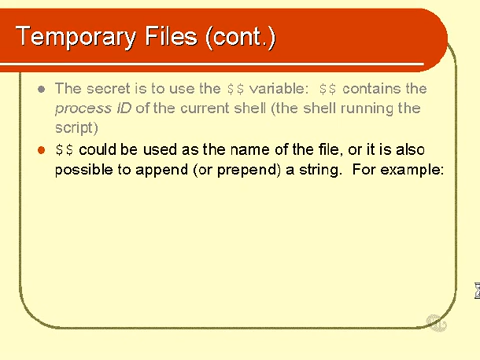 Temporary Files (cont.)
The secret is to use the $$ variable: $$ contains the
process ID of the current shell (the shell running the
script)
$$ could be used as the name of the file, or it is also
possible to append (or prepend) a string. For example: